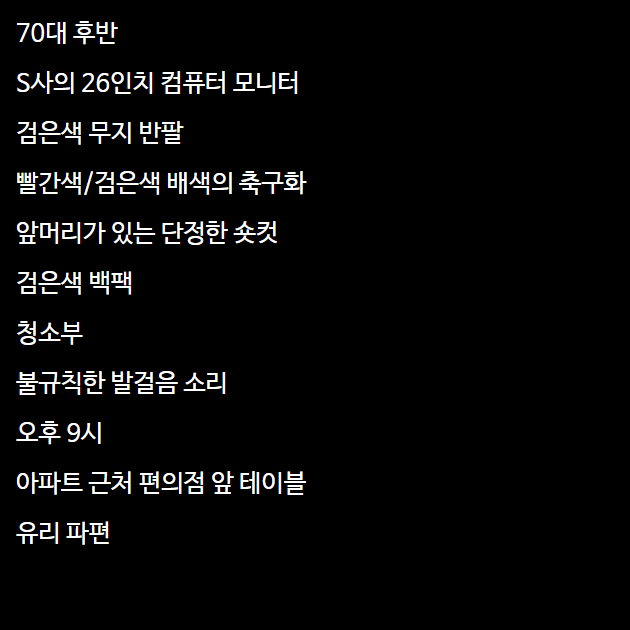 70대 후반
S사의 26인치 컴퓨터 모니터
검은색 무지 반팔
빨간색/검은색 배색의 축구화
앞머리가 있는 단정한 숏컷
검은색 백팩
청소부
불규칙한 발걸음 소리
오후 9시
아파트 근처 편의점 앞 테이블
유리 파편